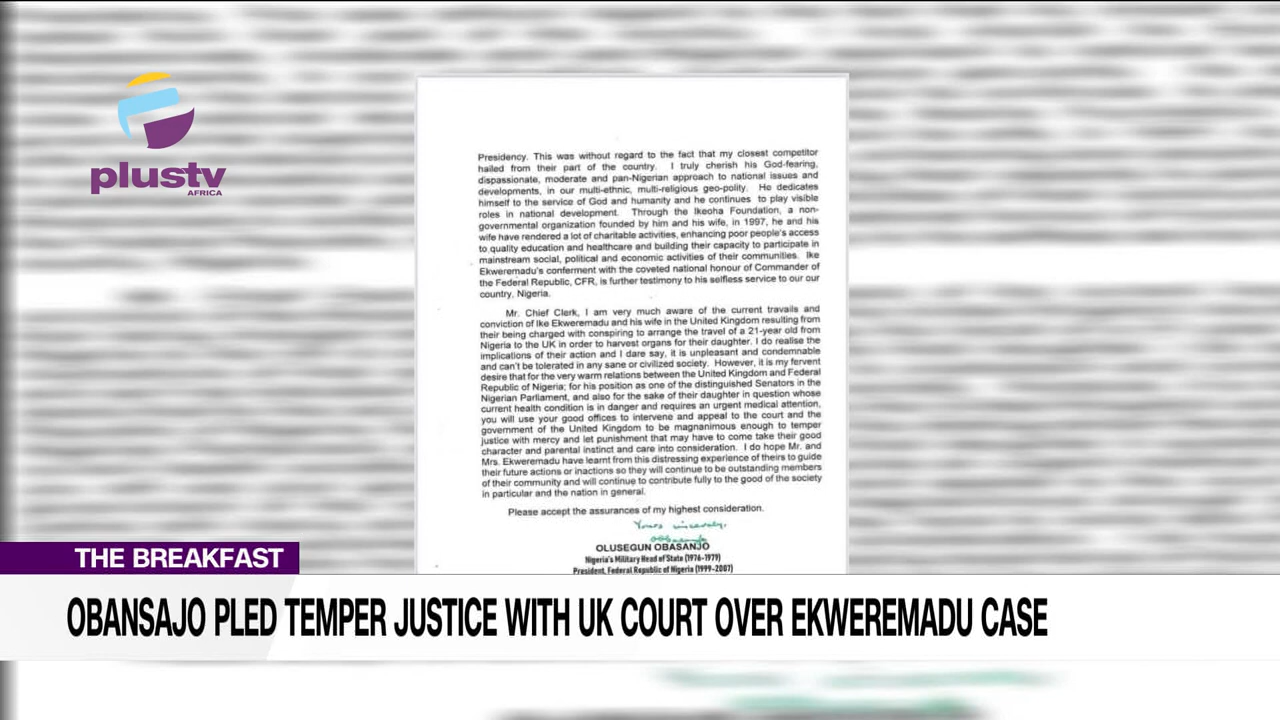 plustv
AFRICA
Presidency. This was without regard to the fact that my closest competitor
hailed from their part of the country. I truly cherish his God-fearing,
dispassionate, moderate and pan-Nigerian approach to national issues and
developments, in our multi-ethnic, multi-religious geo-polity. He dedicates
himself to the service of God and humanity and he continues to play visible
roles in national development. Through the Ikeoha Foundation, a non-
governmental organization founded by him and his wife, in 1997, he and his
wife have rendered a lot of charitable activities, enhancing poor people's access
to quality education and healthcare and building their capacity to participate in
mainstream social, political and economic activities of their communities. Ike
Ekweremadu's conferment with the coveted national honour of Commander of
the Federal Republic, CFR, is further testimony to his selfless service to our our
country, Nigeria.
Mr. Chief Clerk, I am very much aware of the current travails and
conviction of Ike Ekweremadu and his wife in the United Kingdom resulting from
their being charged with conspiring to arrange the travel of a 21-year old from
Nigeria to the UK in order to harvest organs for their daughter. I do realise the
implications of their action and I dare say, it is unpleasant and condemnable
and can't be tolerated in any sane or civilized society. However, it is my fervent
desire that for the very warm relations between the United Kingdom and Federal
Republic of Nigeria; for his position as one of the distinguished Senators in the
Nigerian Parliament, and also for the sake of their daughter in question whose
current health condition is in danger and requires an urgent medical attention,
you will use your good offices to intervene and appeal to the court and the
government of the United Kingdom to be magnanimous enough to temper
justice with mercy and let punishment that may have to come take their good
character and parental instinct and care into consideration. I do hope Mr. and
Mrs. Ekweremadu have learnt from this distressing experience of theirs to guide
their future actions or inactions so they will continue to be outstanding members
of their community and will continue to contribute fully to the good of the society
in particular and the nation in general.
Please accept the assurances of my highest consideration.
Yours sincerely,
OLUSEGUN OBASANJO
Nigeria's Military Head of State (1976-1979)
President, Federal Republic of Nigeria (1999-2007)
THE BREAKFAST
OBANSAJO PLED TEMPER JUSTICE WITH UK COURT OVER EKWEREMADU CASE